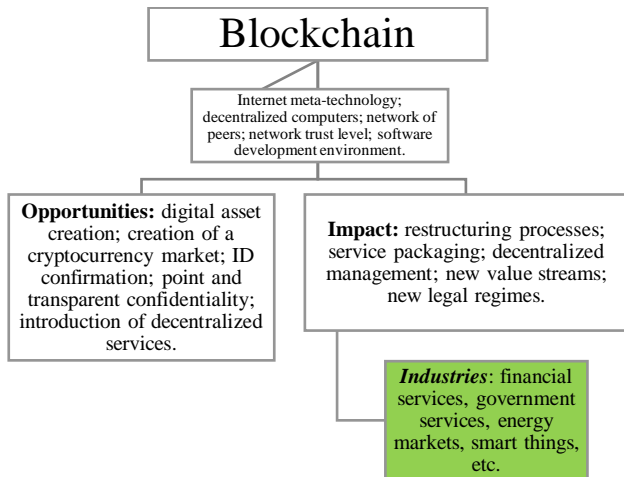 Blockchain
Internet meta-technology;
decentralized computers; network of
peers; network trust level; software
development environment.
Opportunities: digital asset
creation; creation of a
cryptocurrency market; ID
confirmation; point and
transparent confidentiality;
introduction of decentralized
services.
Impact: restructuring processes;
service packaging; decentralized
management; new value streams;
new legal regimes.
Industries: financial
services, government
services, energy
markets, smart things,
etc.